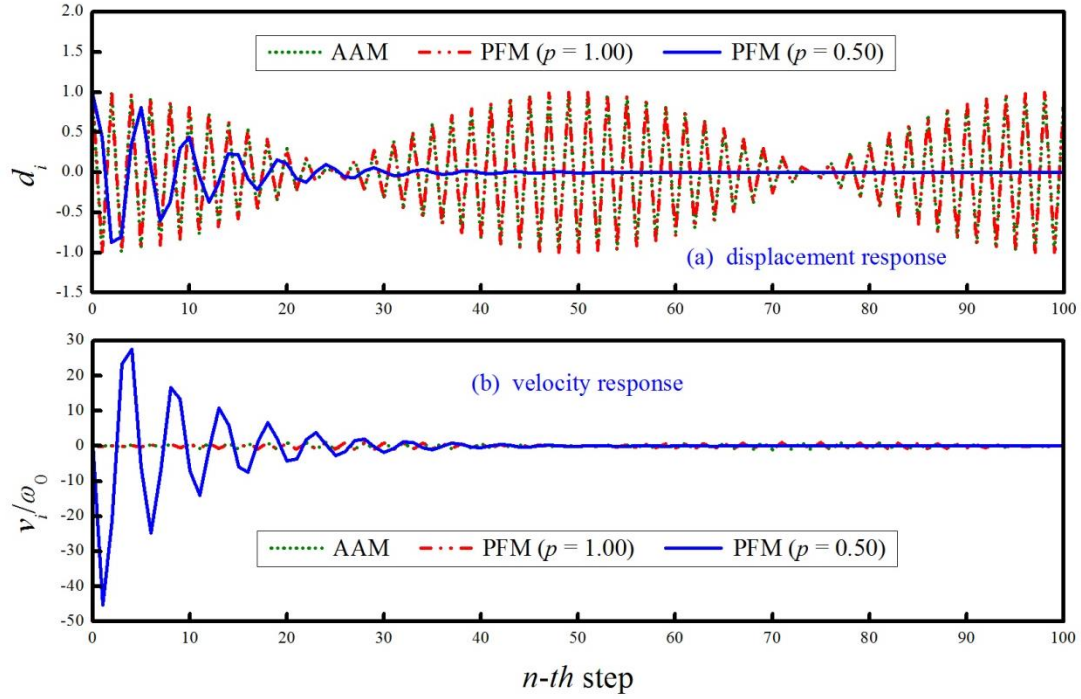 2.0
1.5
1.0
0.5
0.0
-0.5
-1.0
-1.5
d_i
AAM PFM (p = 1.00) PFM (p = 0.50)
(a) displacement response
0 10 20 30 40 50 60 70 80 90 100
30
20
10
0
-10
-20
-30
-40
-50
v_i/ω_0
(b) velocity response
AAM PFM (p = 1.00) PFM (p = 0.50)
0 10 20 30 40 50 60 70 80 90 100
n-th step